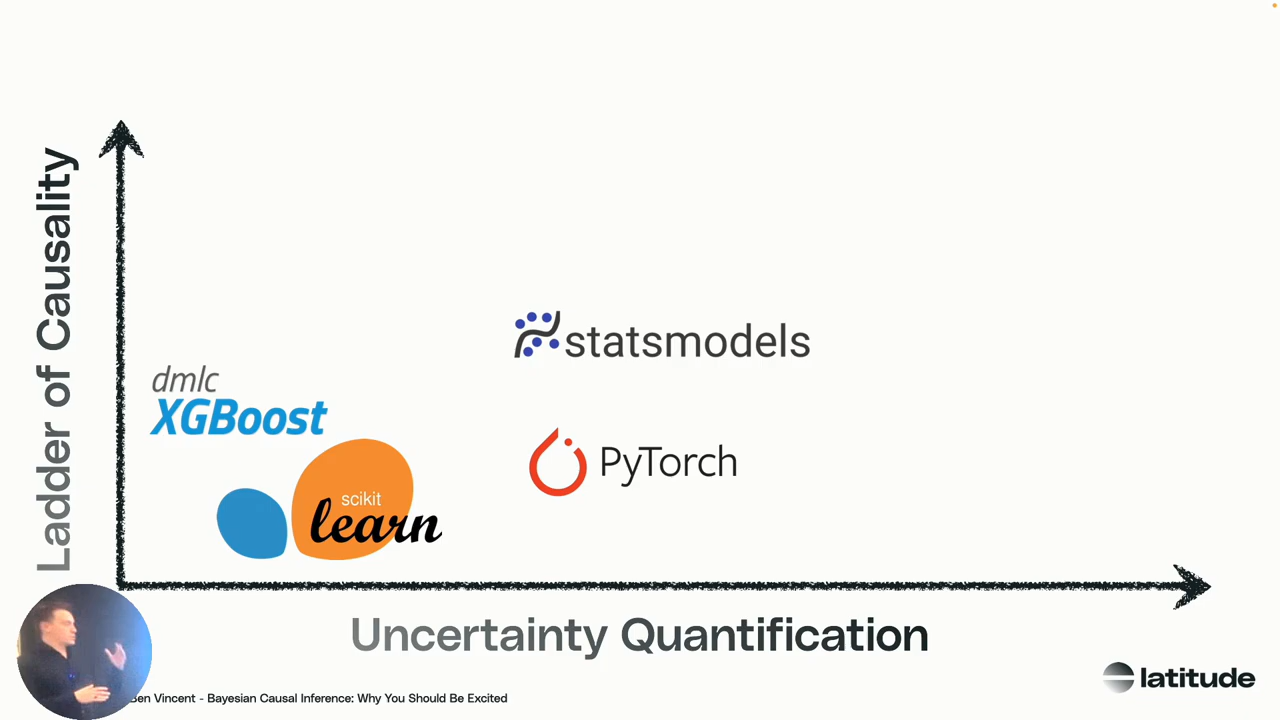 Ladder of Causality
statsmodels
dmlc
XGBoost
PyTorch
scikit
learn
Uncertainty Quantification
latitude
Ben Vincent - Bayesian Causal Inference: Why You Should Be Excited